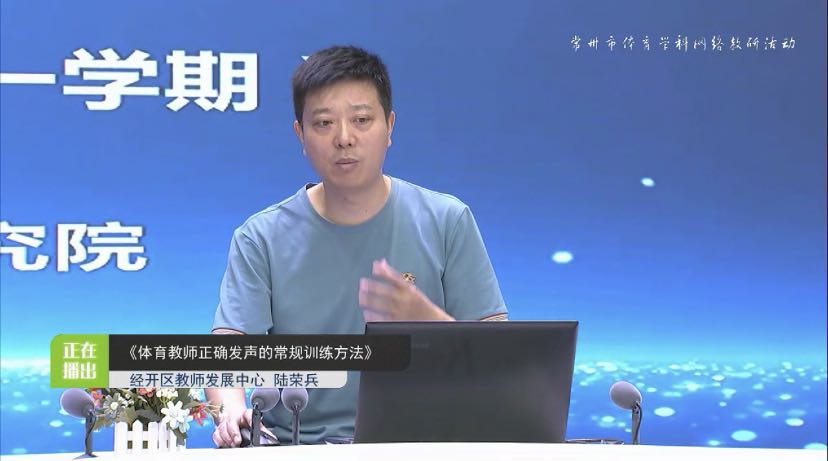 常州市体育学科网络教研活动
一学期
究院
正在
播出
《体育教师正确发声的常规训练方法》
经开区教师发展中心 陆荣兵